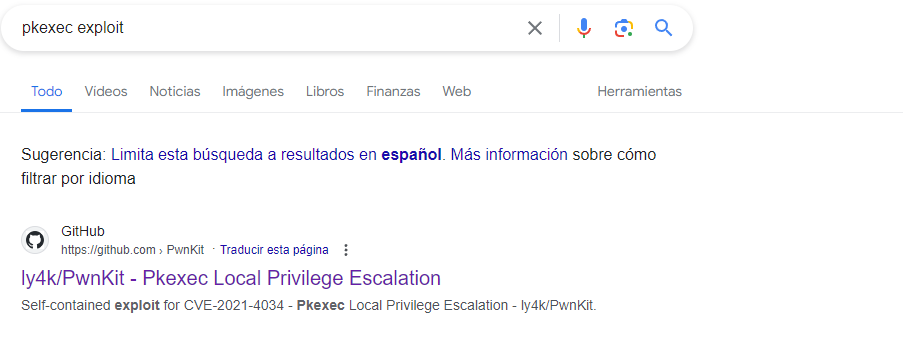 pkexec exploit
Todo Videos Noticias Imágenes Libros Finanzas Web Herramientas
Sugerencia: Limita esta búsqueda a resultados en español. Más información sobre cómo
filtrar por idioma
GitHub
https://github.com › PwnKit · Traducir esta página
ly4k/PwnKit - Pkexec Local Privilege Escalation
Self-contained exploit for CVE-2021-4034 - Pkexec Local Privilege Escalation - ly4k/PwnKit.